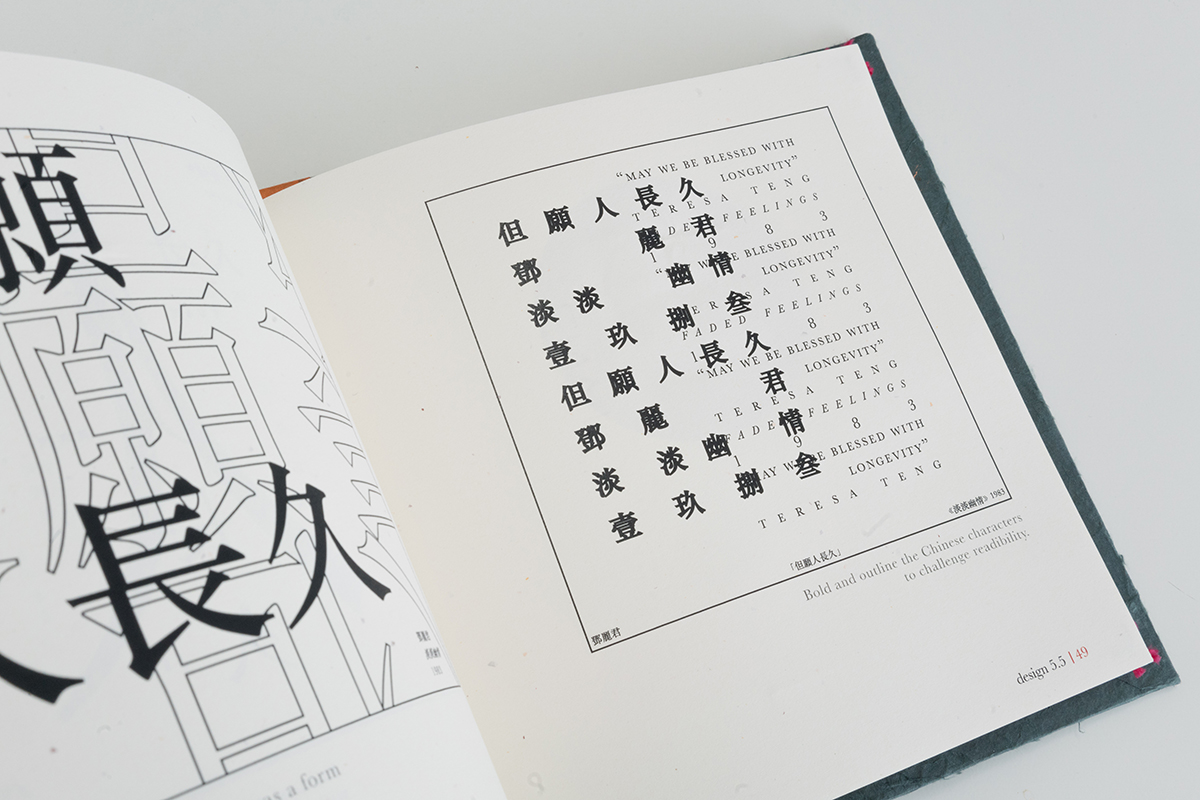 願
長久
as a form
“MAY WE BE BLESSED WITH
LONGEVITY”
但願人長久
TERESA TENG
FADED FEELINGS
鄧麗君
1 9 8 3
淡淡幽情
“MAY WE BE BLESSED WITH
LONGEVITY”
壹玖捌叁
TERESA TENG
FADED FEELINGS
但願人長久
1 9 8 3
“MAY WE BE BLESSED WITH
LONGEVITY”
鄧麗君
TERESA TENG
FADED FEELINGS
淡淡幽情
1 9 8 3
壹玖捌叁
“MAY WE BE BLESSED WITH
LONGEVITY”
TERESA TENG
《淡淡幽情》1983
「但願人長久」
鄧麗君
Bold and outline the Chinese characters
to challenge readibility.
design 5.5 | 49